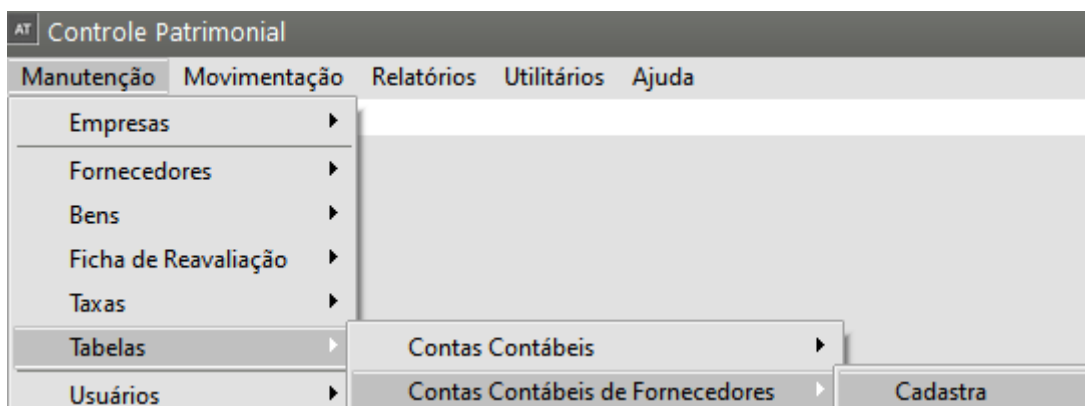 AT Controle Patrimonial
Manutenção Movimentação Relatórios Utilitários Ajuda
Empresas
Fornecedores
Bens
Ficha de Reavaliação
Taxas
Tabelas Contas Contábeis
Usuários Contas Contábeis de Fornecedores Cadastra